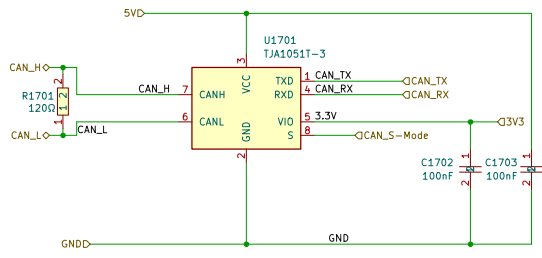 5V
U1701
TJA1051T-3
3
VCC
CAN_H
2
R1701
120Ω
1 2
1
CAN_L
CAN_L
CAN_H
7
CANH
6
CANL
TXD
1
CAN_TX
CAN_TX
RXD
4
CAN_RX
CAN_RX
VIO
5
3.3V
3V3
S
8
CAN_S-Mode
GND
2
C1702
100nF
1
2
C1703
100nF
1
2
GND
GND